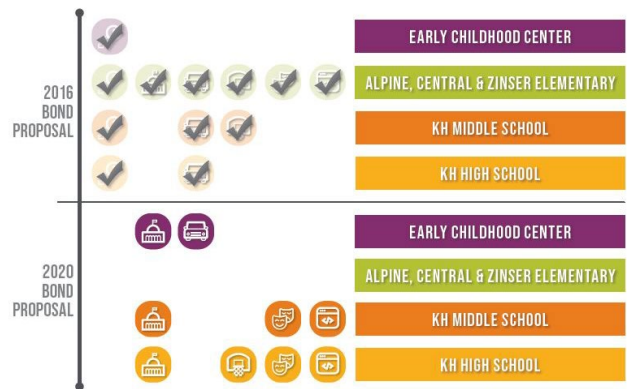 2016
BOND
PROPOSAL
EARLY CHILDHOOD CENTER
ALPINE, CENTRAL & ZINSER ELEMENTARY
KH MIDDLE SCHOOL
KH HIGH SCHOOL
2020
BOND
PROPOSAL
EARLY CHILDHOOD CENTER
ALPINE, CENTRAL & ZINSER ELEMENTARY
KH MIDDLE SCHOOL
KH HIGH SCHOOL